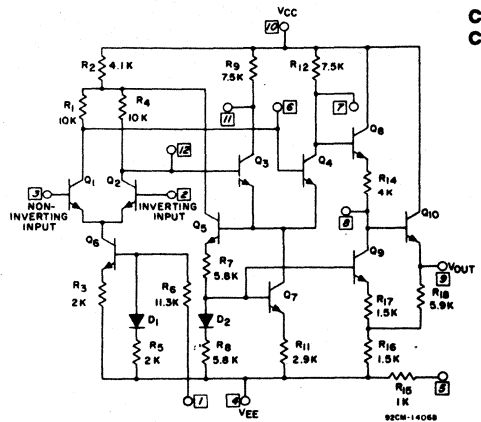 C
C
VCC
10
R2
4.1K
R9
7.5K
R12
7.5K
R1
10K
R4
10K
11
6
7
Q8
12
Q3
Q4
R14
4K
3
Q1
Q2
2
NON-
INVERTING
INPUT
INVERTING
INPUT
Q5
8
Q10
Q6
R7
5.6K
Q9
VOUT
9
R3
2K
R6
11.3K
Q7
R17
1.5K
R18
5.9K
D1
D2
R5
2K
R8
5.6K
R11
2.9K
R16
1.5K
R15
1K
5
1
4
VEE
92CM-14068